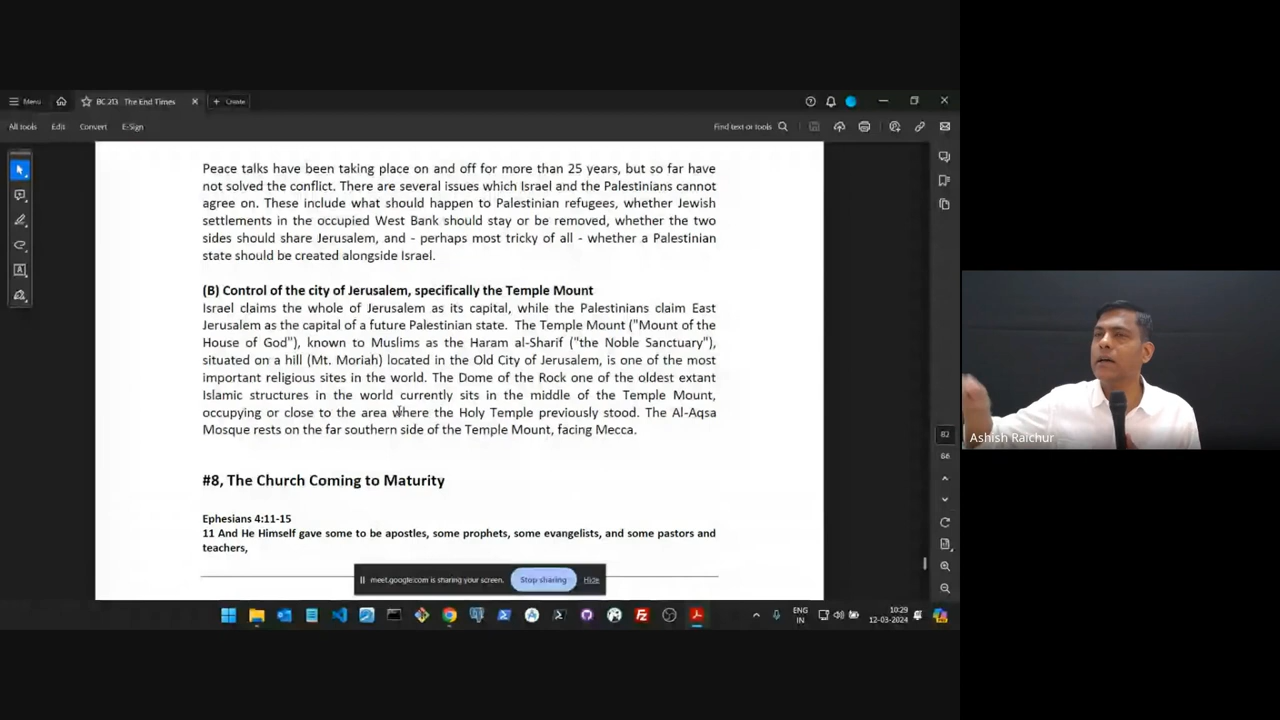 Menu
BC 213 The End Times
Create
All tools
Edit
Convert
E-Sign
Find text or tools
Peace talks have been taking place on and off for more than 25 years, but so far have
not solved the conflict. There are several issues which Israel and the Palestinians cannot
agree on. These include what should happen to Palestinian refugees, whether Jewish
settlements in the occupied West Bank should stay or be removed, whether the two
sides should share Jerusalem, and - perhaps most tricky of all - whether a Palestinian
state should be created alongside Israel.
(B) Control of the city of Jerusalem, specifically the Temple Mount
Israel claims the whole of Jerusalem as its capital, while the Palestinians claim East
Jerusalem as the capital of a future Palestinian state. The Temple Mount ("Mount of the
House of God"), known to Muslims as the Haram al-Sharif ("the Noble Sanctuary"),
situated on a hill (Mt. Moriah) located in the Old City of Jerusalem, is one of the most
important religious sites in the world. The Dome of the Rock one of the oldest extant
Islamic structures in the world currently sits in the middle of the Temple Mount,
occupying or close to the area where the Holy Temple previously stood. The Al-Aqsa
Mosque rests on the far southern side of the Temple Mount, facing Mecca.
#8, The Church Coming to Maturity
Ephesians 4:11-15
11 And He Himself gave some to be apostles, some prophets, some evangelists, and some pastors and
teachers,
82
66
meet.google.com is sharing your screen.
Stop sharing
Hide
ENG
IN
10:29
12-03-2024
Ashish Raichur